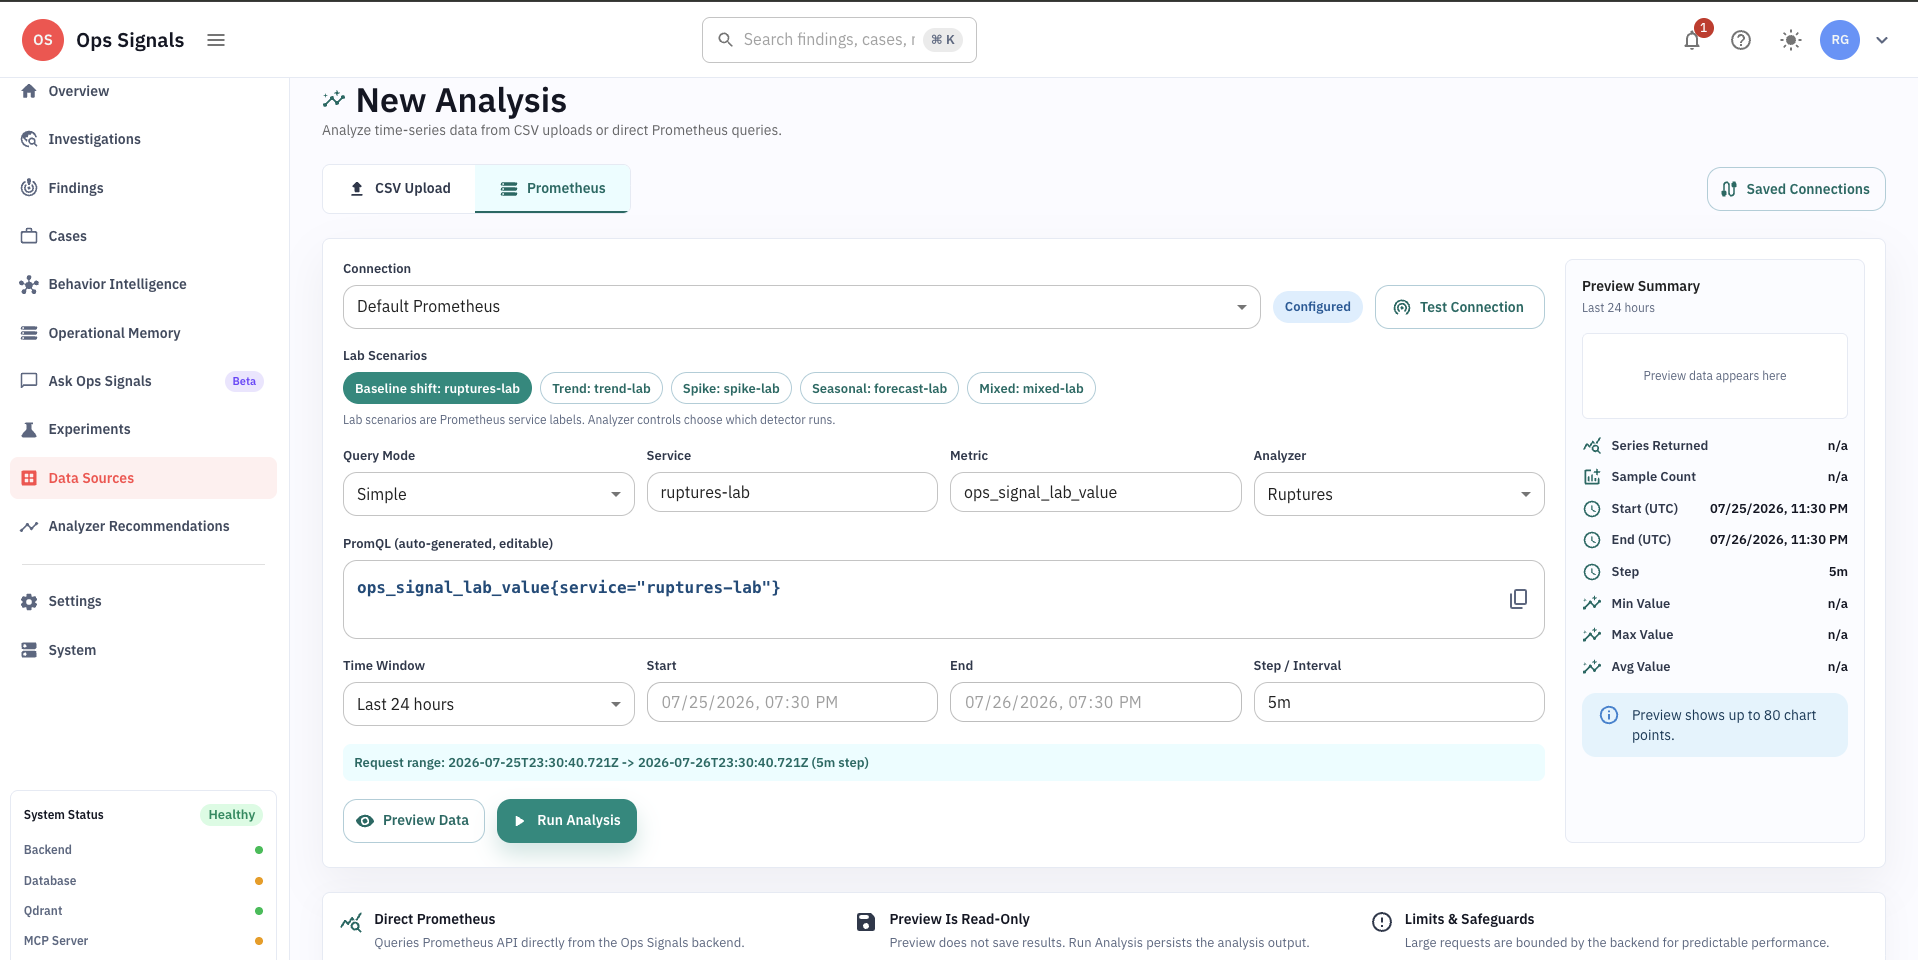 OS Ops Signals
Search findings, cases, r ⌘ K
1
RG
Overview
Investigations
Findings
Cases
Behavior Intelligence
Operational Memory
Ask Ops Signals Beta
Experiments
Data Sources
Analyzer Recommendations
Settings
System
System Status Healthy
Backend
Database
Qdrant
MCP Server
New Analysis
Analyze time-series data from CSV uploads or direct Prometheus queries.
CSV Upload Prometheus
Saved Connections
Connection
Default Prometheus Configured Test Connection
Lab Scenarios
Baseline shift: ruptures-lab Trend: trend-lab Spike: spike-lab Seasonal: forecast-lab Mixed: mixed-lab
Lab scenarios are Prometheus service labels. Analyzer controls choose which detector runs.
Query Mode Service Metric Analyzer
Simple ruptures-lab ops_signal_lab_value Ruptures
PromQL (auto-generated, editable)
ops_signal_lab_value{service="ruptures-lab"}
Time Window Start End Step / Interval
Last 24 hours 07/25/2026, 07:30 PM 07/26/2026, 07:30 PM 5m
Request range: 2026-07-25T23:30:40.721Z -> 2026-07-26T23:30:40.721Z (5m step)
Preview Data Run Analysis
Preview Summary
Last 24 hours
Preview data appears here
Series Returned n/a
Sample Count n/a
Start (UTC) 07/25/2026, 11:30 PM
End (UTC) 07/26/2026, 11:30 PM
Step 5m
Min Value n/a
Max Value n/a
Avg Value n/a
Preview shows up to 80 chart
points.
Direct Prometheus
Queries Prometheus API directly from the Ops Signals backend.
Preview Is Read-Only
Preview does not save results. Run Analysis persists the analysis output.
Limits & Safeguards
Large requests are bounded by the backend for predictable performance.